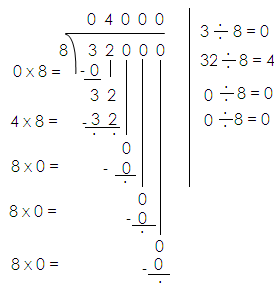 0 4 0 0 0
8 3 2 0 0 0
0 x 8 = - 0
3 2
4 x 8 = - 3 2
0
8 x 0 = - 0
0
8 x 0 = - 0
0
8 x 0 = - 0
3 ÷ 8 = 0
32 ÷ 8 = 4
0 ÷ 8 = 0
0 ÷ 8 = 0